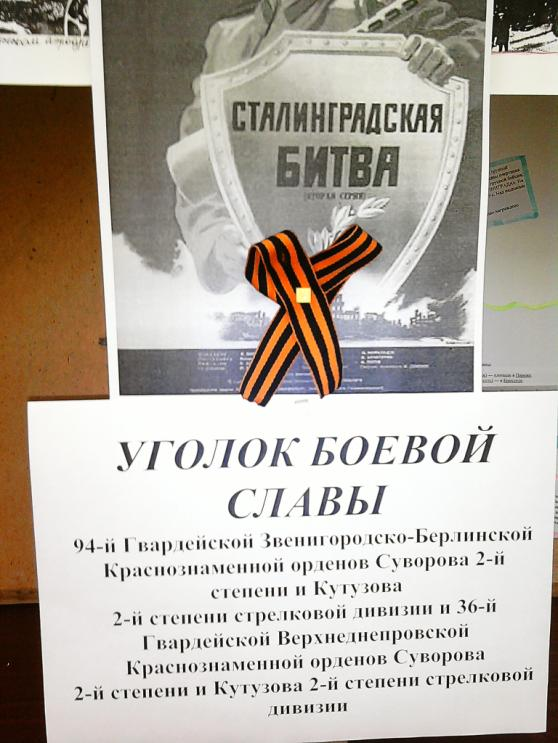 СТАЛИНГРАДСКАЯ
БИТВА
(ВТОРАЯ СЕРИЯ)
УГОЛОК БОЕВОЙ
СЛАВЫ
94-й Гвардейской Звенигородско-Берлинской
Краснознаменной орденов Суворова 2-й
степени и Кутузова
2-й степени стрелковой дивизии и 36-й
Гвардейской Верхнеднепровской
Краснознаменной орденов Суворова
2-й степени и Кутузова 2-й степени стрелковой
дивизии